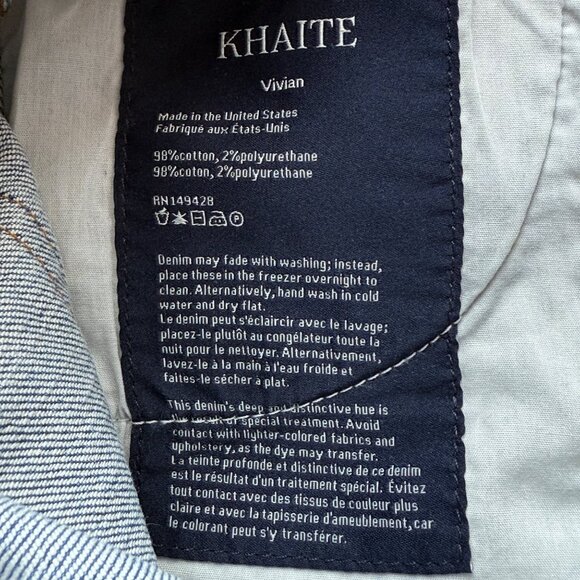 KHAITE
Vivian
Made in the United States
Fabriqué aux États-Unis
98%cotton, 2%polyurethane
98%coton, 2%polyurethane
RN149428
Denim may fade with washing; instead,
place these in the freezer overnight to
clean. Alternatively, hand wash in cold
water and dry flat.
Le denim peut s'éclaircir avec le lavage;
placez-le plutôt au congélateur toute la
nuit pour le nettoyer. Alternativement,
lavez-le à la main à l'eau froide et
faites-le sécher à plat.
This denim's deep and distinctive hue is
the result of special treatment. Avoid
contact with lighter-colored fabrics and
upholstery, as the dye may transfer.
La teinte profonde et distinctive de ce denim
est le résultat d'un traitement spécial. Évitez
tout contact avec des tissus de couleur plus
claire et avec la tapisserie d'ameublement, car
le colorant peut s'y transférer.